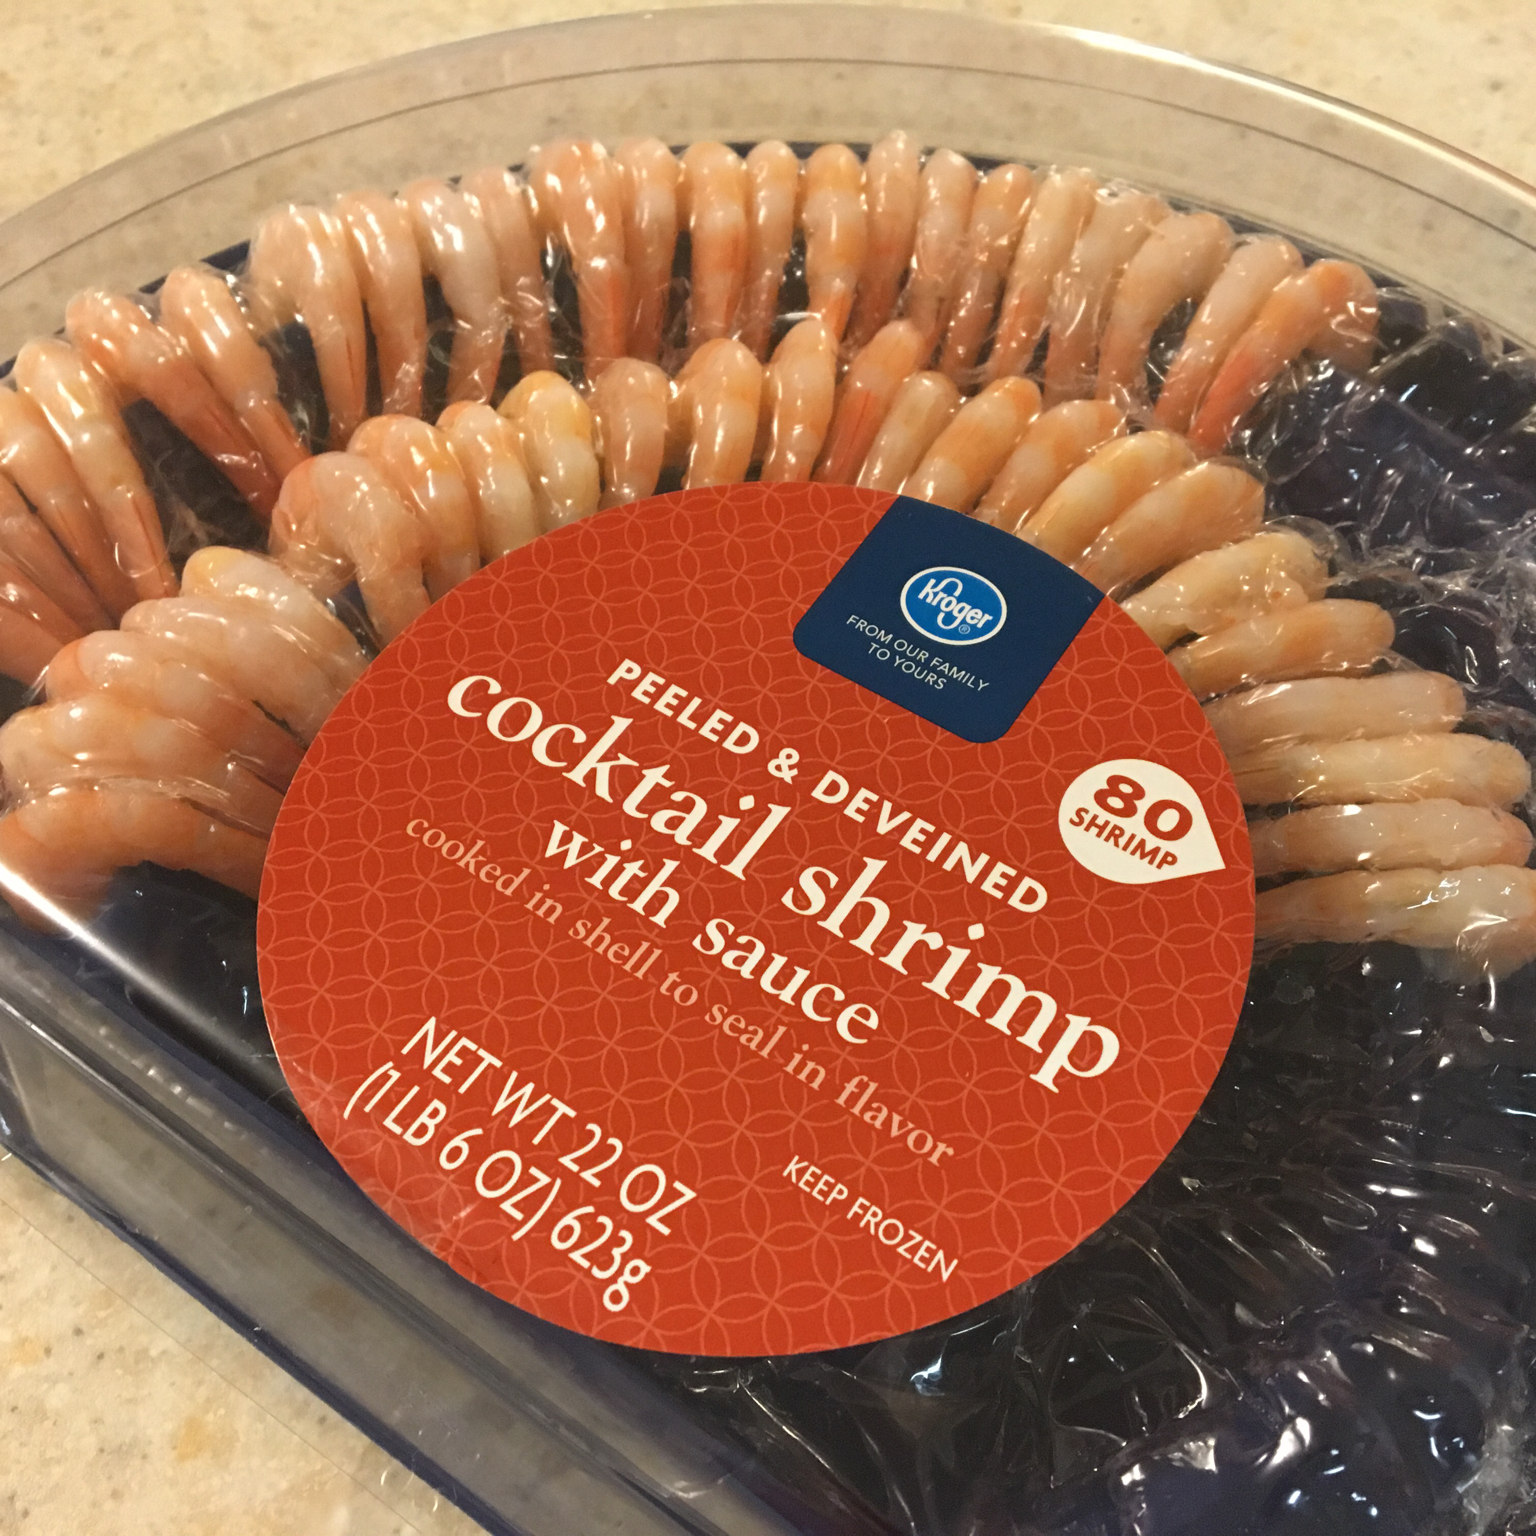 Kroger®
FROM OUR FAMILY
TO YOURS
PEELED & DEVEINED
cocktail shrimp
with sauce
cooked in shell to seal in flavor
80
SHRIMP
NET WT 22 OZ
(1 LB 6 OZ) 623g
KEEP FROZEN